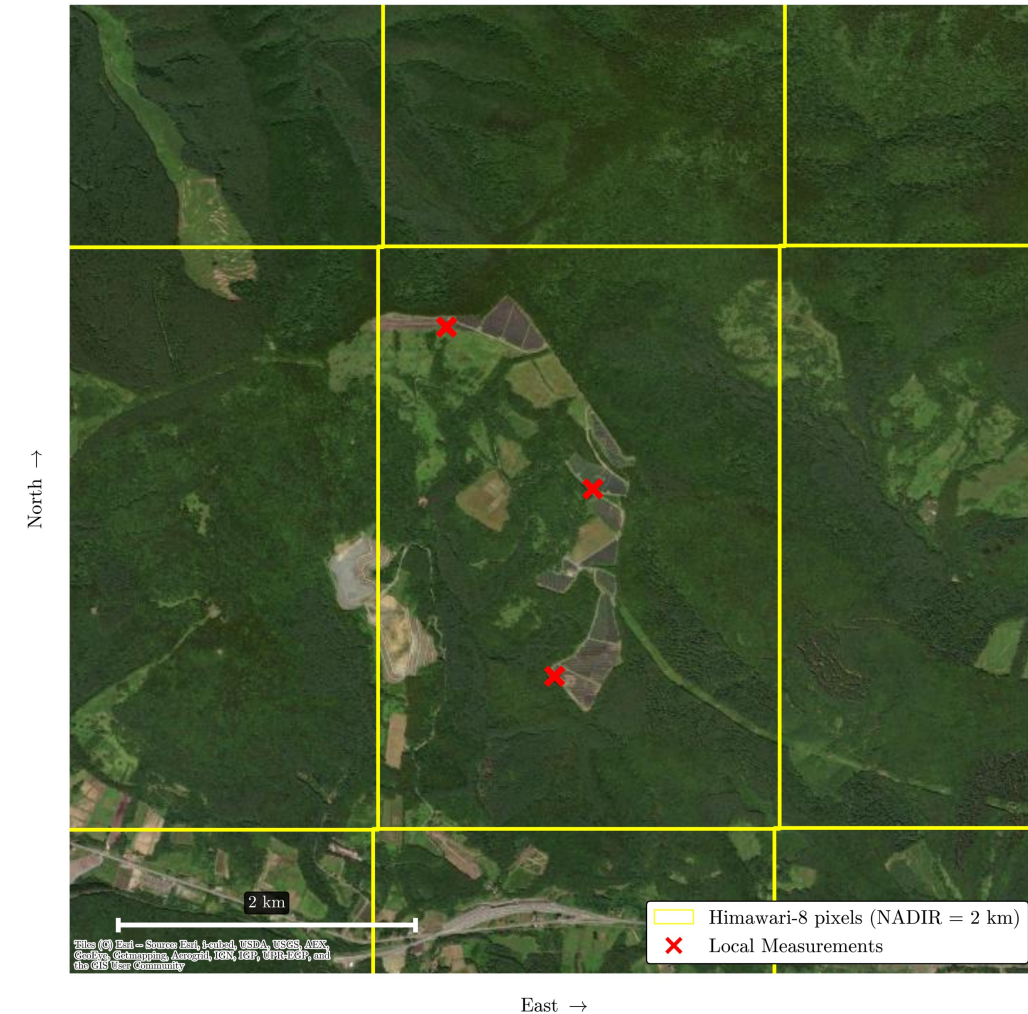 North →
2 km
Himawari-8 pixels (NADIR = 2 km)
Local Measurements
Tiles (C) Esri -- Source: Esri, i-cubed, USDA, USGS, AEX,
GeoEye, Getmapping, Aerogrid, IGN, IGP, UPR-EGP, and
the GIS User Community
East →